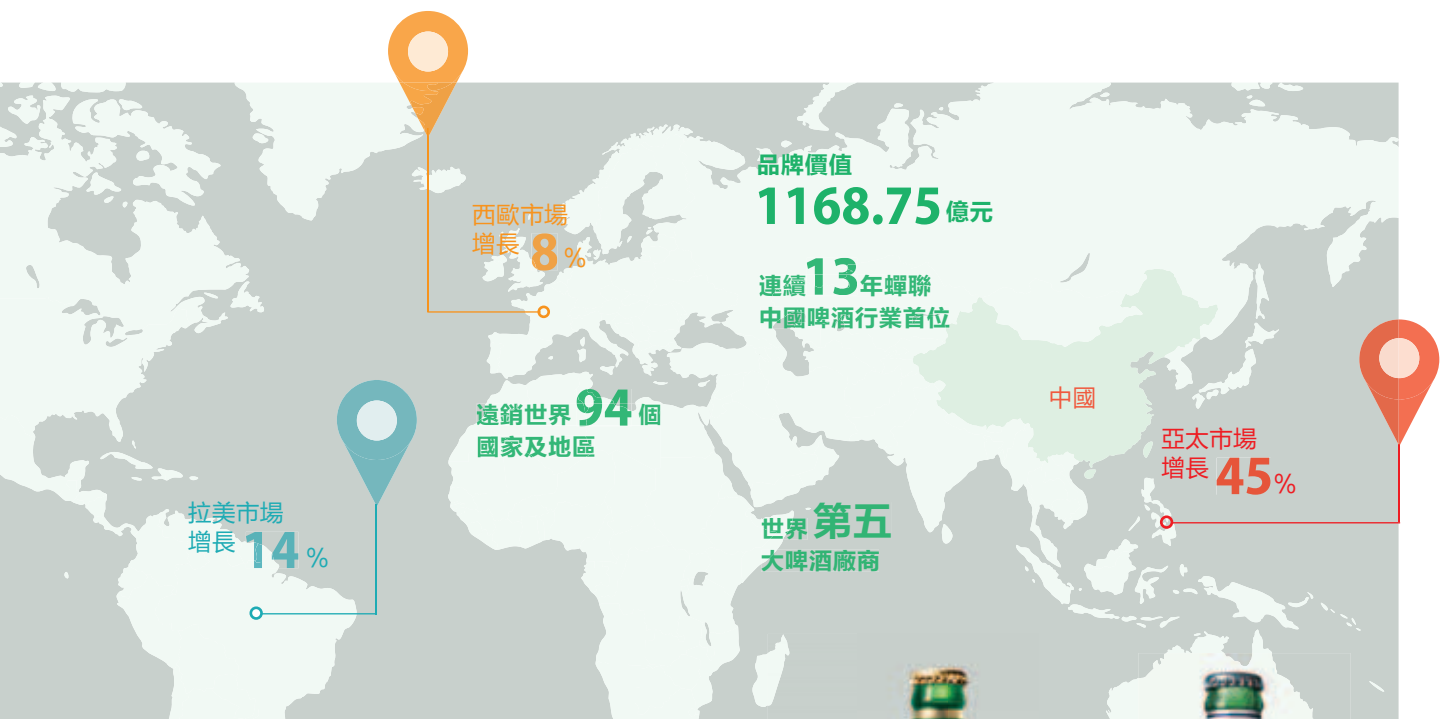 品牌價值
1168.75億元
連續13年蟬聯
中國啤酒行業首位
西歐市場
增長 8%
遠銷世界94個
國家及地區
中國
亞太市場
增長45%
拉美市場
增長 14%
世界第五
大啤酒廠商